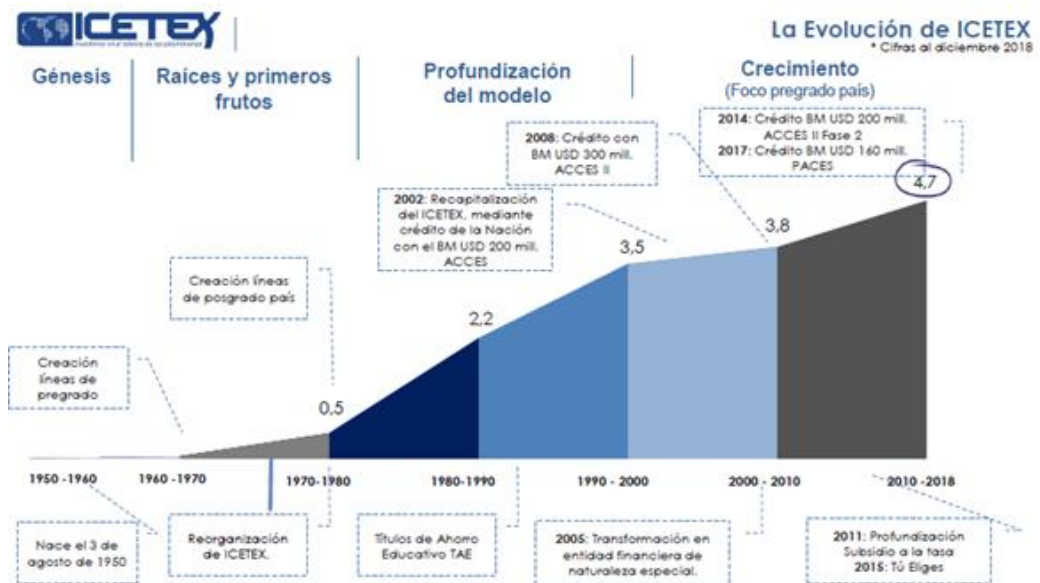 ICETEX
La Evolución de ICETEX
* Cifras al diciembre 2018
Génesis
Raíces y primeros
frutos
Profundización
del modelo
Crecimiento
(Foco pregrado país)
2014: Crédito BM USD 200 mill.
ACCES II Fase 2
2017: Crédito BM USD 160 mill.
PACES
2008: Crédito con
BM USD 300 mill.
ACCES II
2002: Recapitalización
del ICETEX, mediante
crédito de la Nación
con el BM USD 200 mill.
ACCES
Creación líneas
de posgrado país
Creación
líneas de
pregrado
0,5
2,2
3,5
3,8
4,7
1950 -1960
1960 -1970
1970-1980
1980-1990
1990 - 2000
2000 - 2010
2010 -2018
Nace el 3 de
agosto de 1950
Reorganización
de ICETEX.
Títulos de Ahorro
Educativo TAE
2005: Transformación en
entidad financiera de
naturaleza especial.
2011: Profundización
Subsidio a la tasa
2015: Tú Eliges